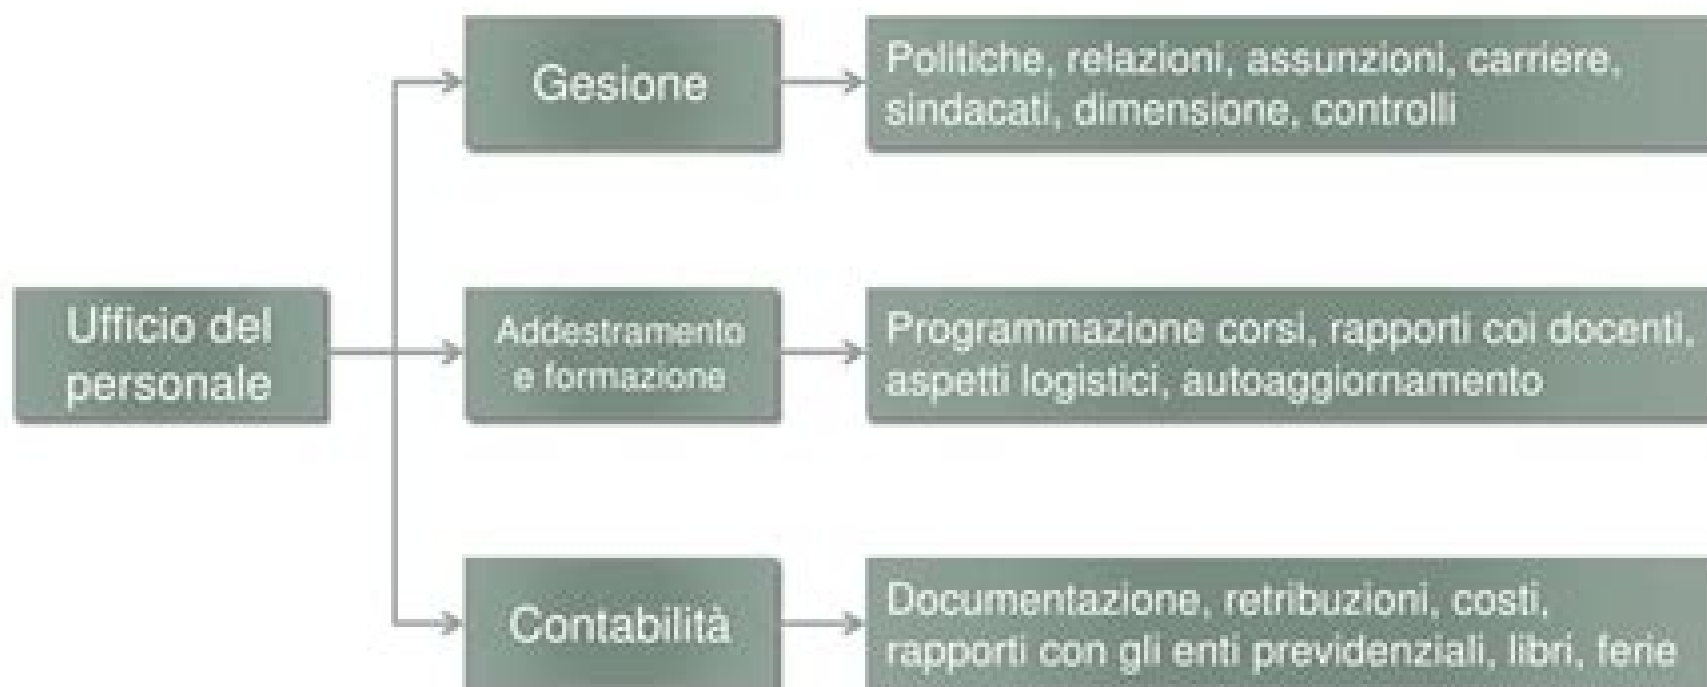 Gesione
Politiche, relazioni, assunzioni, carriere,
sindacati, dimensione, controlli
Ufficio del
personale
Addestramento
e formazione
Programmazione corsi, rapporti coi docenti,
aspetti logistici, autoaggiornamento
Contabilità
Documentazione, retribuzioni, costi,
rapporti con gli enti previdenziali, libri, ferie